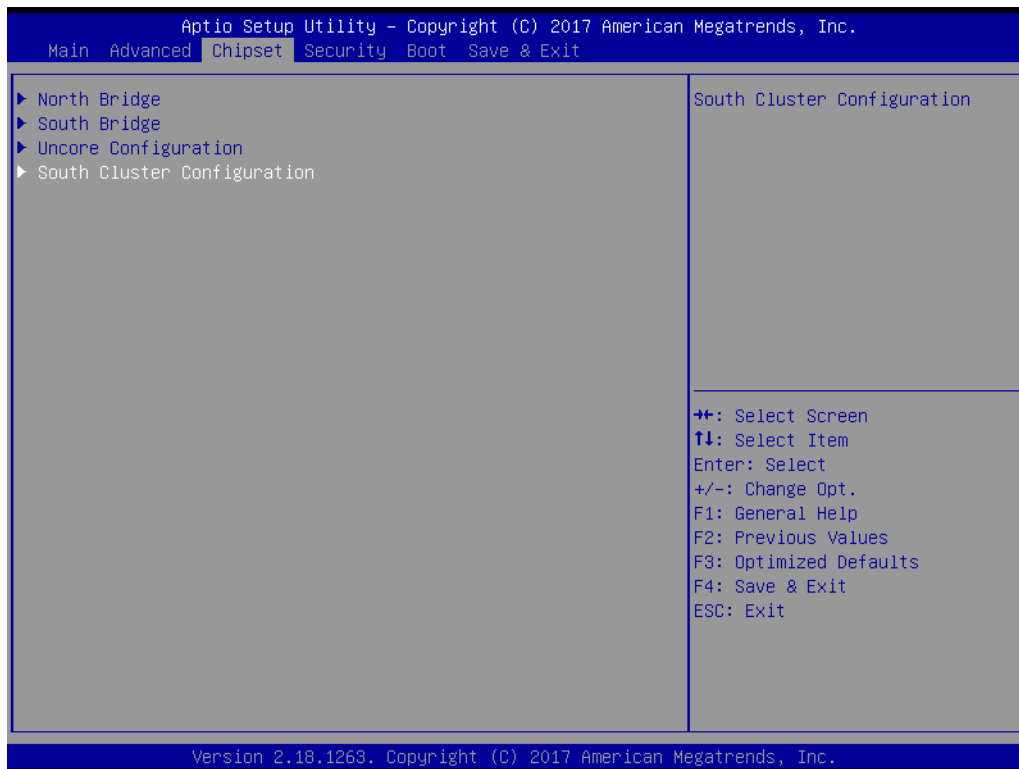 Aptio Setup Utility – Copyright (C) 2017 American Megatrends, Inc.
Main Advanced Chipset Security Boot Save & Exit
► North Bridge
► South Bridge
► Uncore Configuration
► South Cluster Configuration
South Cluster Configuration
→←: Select Screen
↑↓: Select Item
Enter: Select
+/-: Change Opt.
F1: General Help
F2: Previous Values
F3: Optimized Defaults
F4: Save & Exit
ESC: Exit
Version 2.18.1263. Copyright (C) 2017 American Megatrends, Inc.